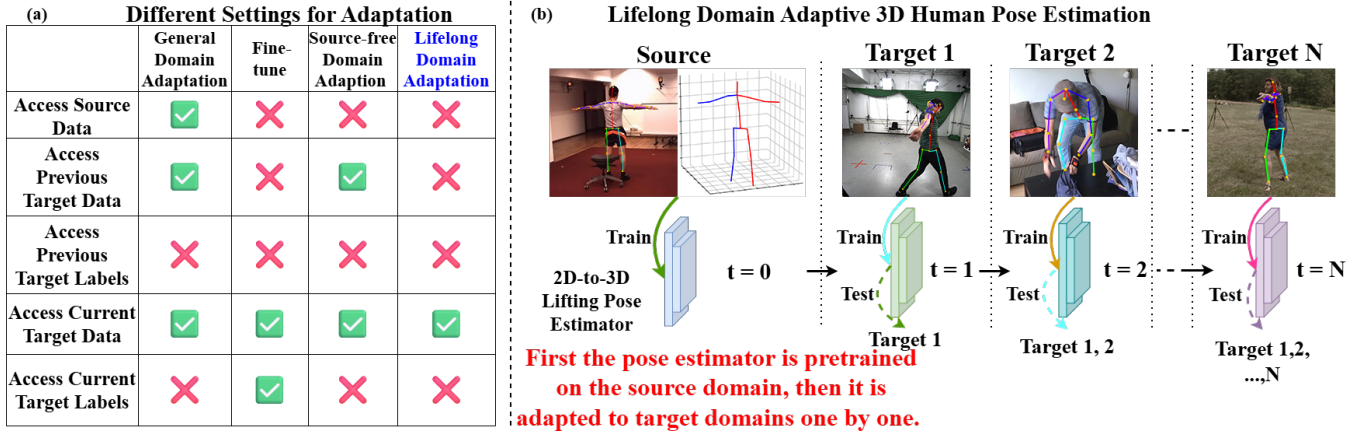 (a) Different Settings for Adaptation
General
Domain
Adaptation
Fine-
tune
Source-free
Domain
Adaption
Lifelong
Domain
Adaptation
Access Source
Data
Access
Previous
Target Data
Access
Previous
Target Labels
Access Current
Target Data
Access Current
Target Labels
(b) Lifelong Domain Adaptive 3D Human Pose Estimation
Source
Target 1
Target 2
Target N
Train
Train
Train
Train
2D-to-3D
Lifting Pose
Estimator
t = 0
t = 1
t = 2
t = N
Test
Test
Test
Target 1
Target 1, 2
Target 1,2,
...,N
First the pose estimator is pretrained
on the source domain, then it is
adapted to target domains one by one.